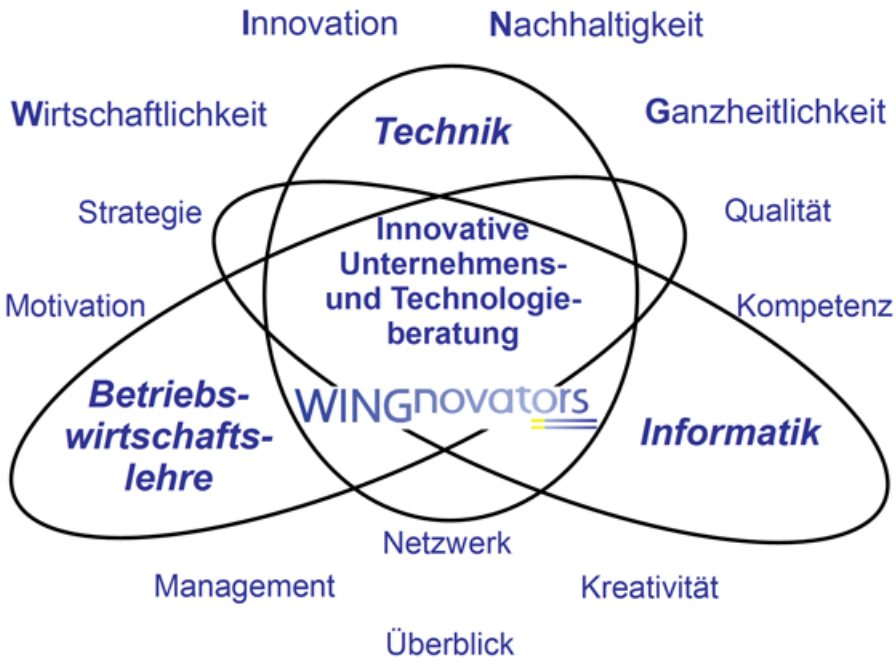 Innovation Nachhaltigkeit
Wirtschaftlichkeit Ganzheitlichkeit
Technik
Strategie Qualität
Innovative
Unternehmens-
und Technologie-
beratung
Motivation Kompetenz
Betriebs-
wirtschafts-
lehre
WINGnovators
Informatik
Netzwerk
Management Kreativität
Überblick